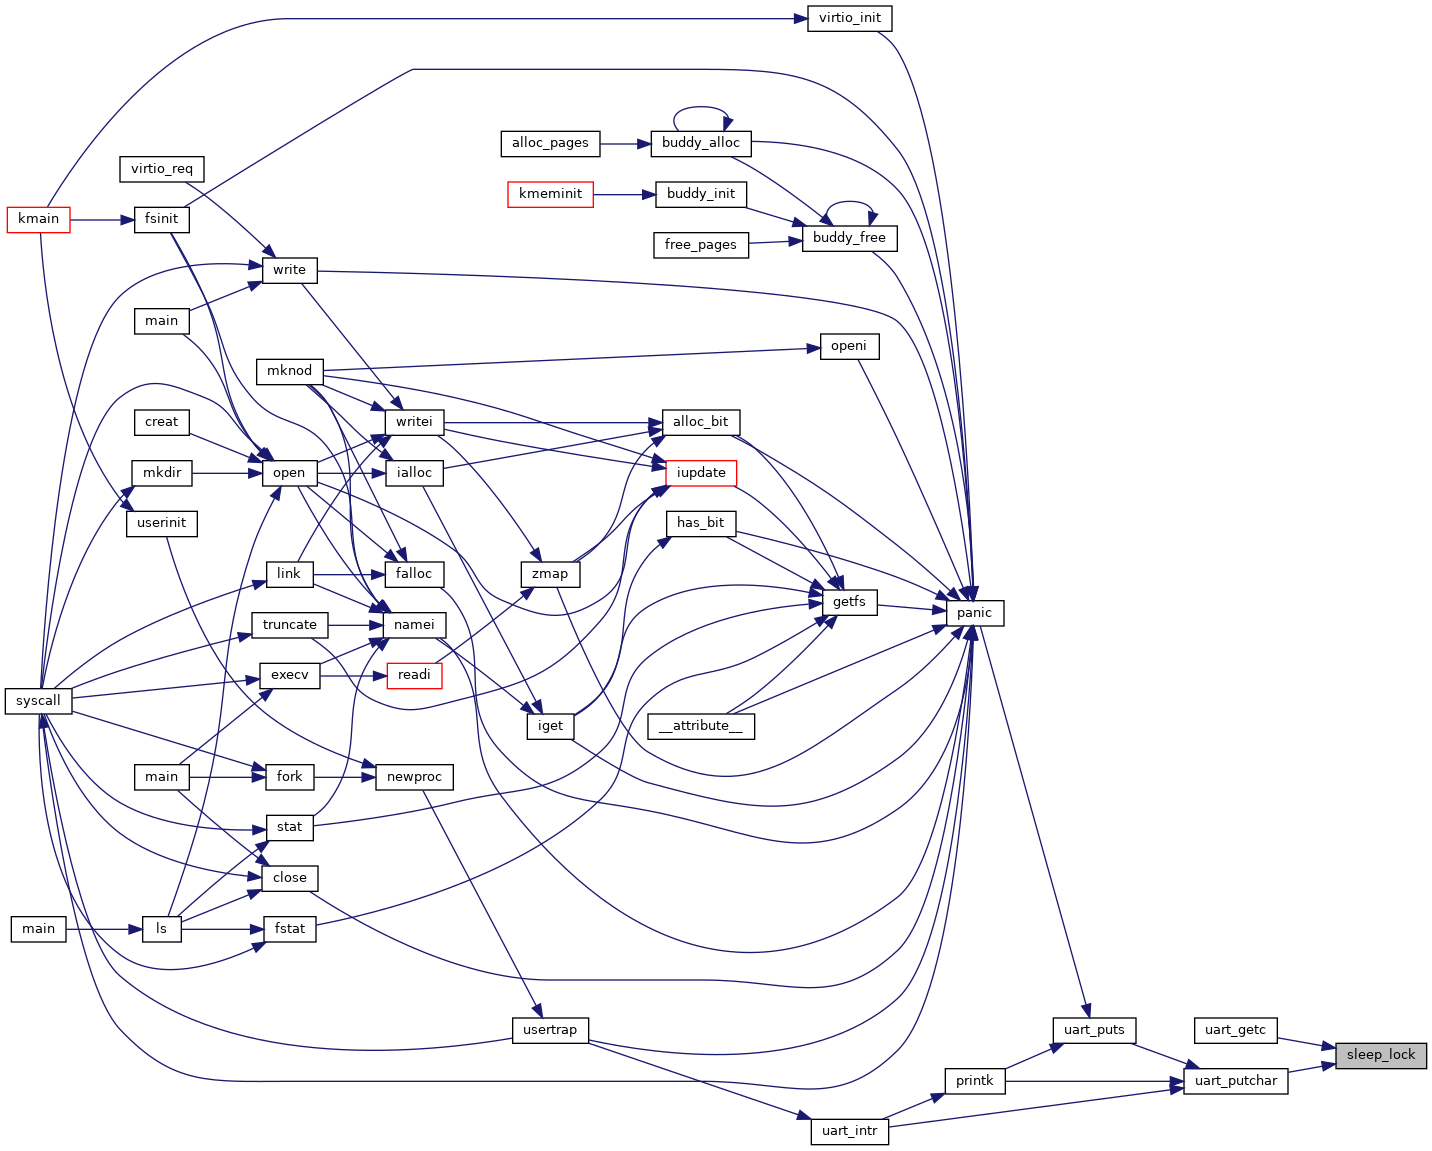 virtio_init
alloc_pages
buddy_alloc
virtio_req
kmeminit
buddy_init
kmain
fsinit
free_pages
buddy_free
write
main
openi
mknod
creat
writei
alloc_bit
mkdir
open
ialloc
iupdate
userinit
has_bit
link
falloc
zmap
getfs
panic
truncate
namei
execv
readi
syscall
iget
__attribute__
main
fork
newproc
stat
close
main
ls
fstat
usertrap
uart_puts
uart_getc
sleep_lock
printk
uart_putchar
uart_intr